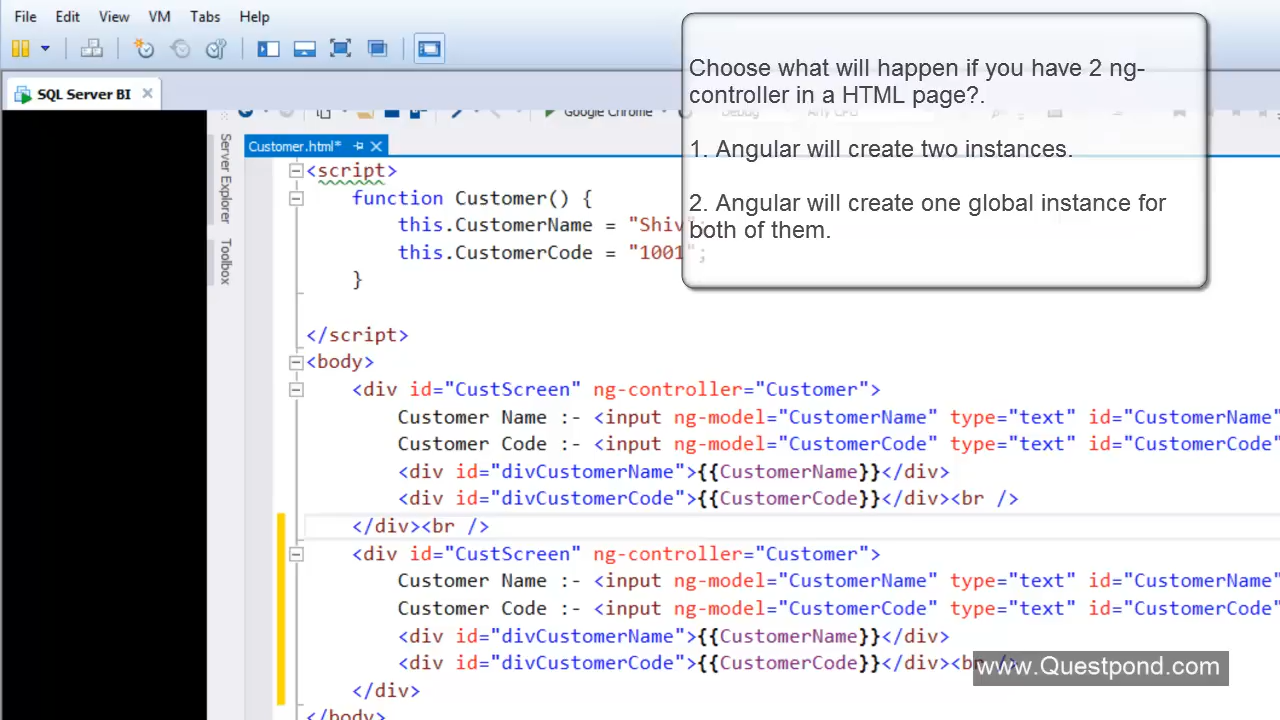 File Edit View VM Tabs Help
SQL Server BI
Choose what will happen if you have 2 ng-
controller in a HTML page?.
1. Angular will create two instances.
2. Angular will create one global instance for
both of them.
Google Chrome
Debug
Any CPU
Server Explorer
Toolbox
Customer.html*
<script>
function Customer() {
this.CustomerName = "Shiv";
this.CustomerCode = "1001";
}
</script>
<body>
<div id="CustScreen" ng-controller="Customer">
Customer Name :- <input ng-model="CustomerName" type="text" id="CustomerName"
Customer Code :- <input ng-model="CustomerCode" type="text" id="CustomerCode"
<div id="divCustomerName">{{CustomerName}}</div>
<div id="divCustomerCode">{{CustomerCode}}</div><br />
</div><br />
<div id="CustScreen" ng-controller="Customer">
Customer Name :- <input ng-model="CustomerName" type="text" id="CustomerName"
Customer Code :- <input ng-model="CustomerCode" type="text" id="CustomerCode"
<div id="divCustomerName">{{CustomerName}}</div>
<div id="divCustomerCode">{{CustomerCode}}</div><br />
www.Questpond.com
</div>
</body>